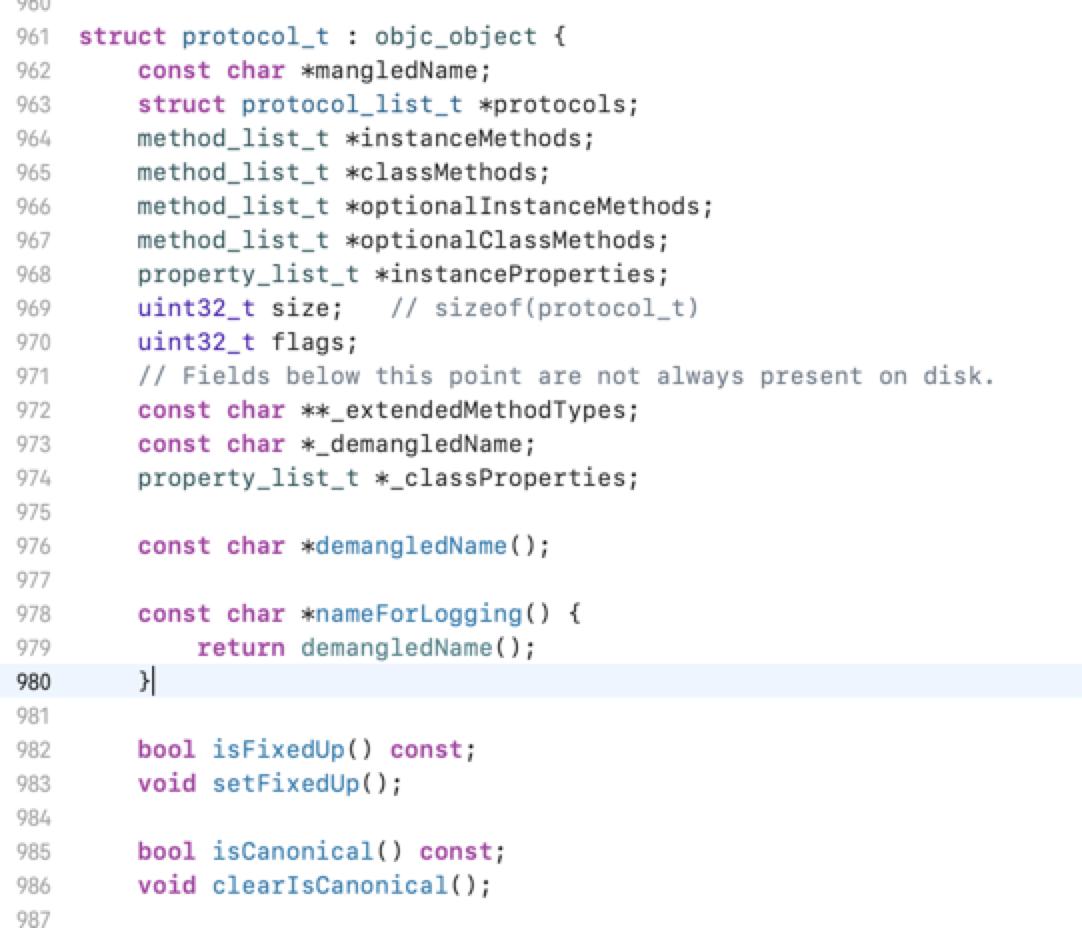 960
961 struct protocol_t : objc_object {
962     const char *mangledName;
963     struct protocol_list_t *protocols;
964     method_list_t *instanceMethods;
965     method_list_t *classMethods;
966     method_list_t *optionalInstanceMethods;
967     method_list_t *optionalClassMethods;
968     property_list_t *instanceProperties;
969     uint32_t size;   // sizeof(protocol_t)
970     uint32_t flags;
971     // Fields below this point are not always present on disk.
972     const char **_extendedMethodTypes;
973     const char *_demangledName;
974     property_list_t *_classProperties;
975
976     const char *demangledName();
977
978     const char *nameForLogging() {
979         return demangledName();
980     }
981
982     bool isFixedUp() const;
983     void setFixedUp();
984
985     bool isCanonical() const;
986     void clearIsCanonical();
987